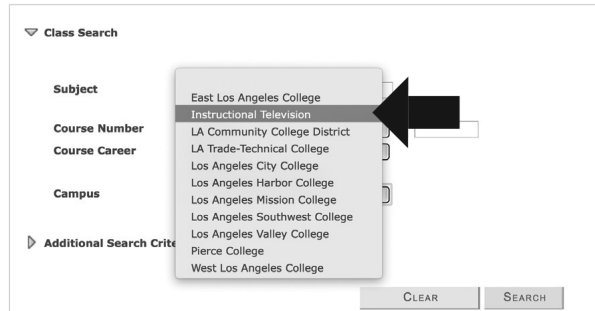 Class Search
Subject
East Los Angeles College
Instructional Television
Course Number
LA Community College District
LA Trade-Technical College
Course Career
Los Angeles City College
Los Angeles Harbor College
Campus
Los Angeles Mission College
Los Angeles Southwest College
Los Angeles Valley College
Additional Search Crite
Pierce College
West Los Angeles College
CLEAR
SEARCH